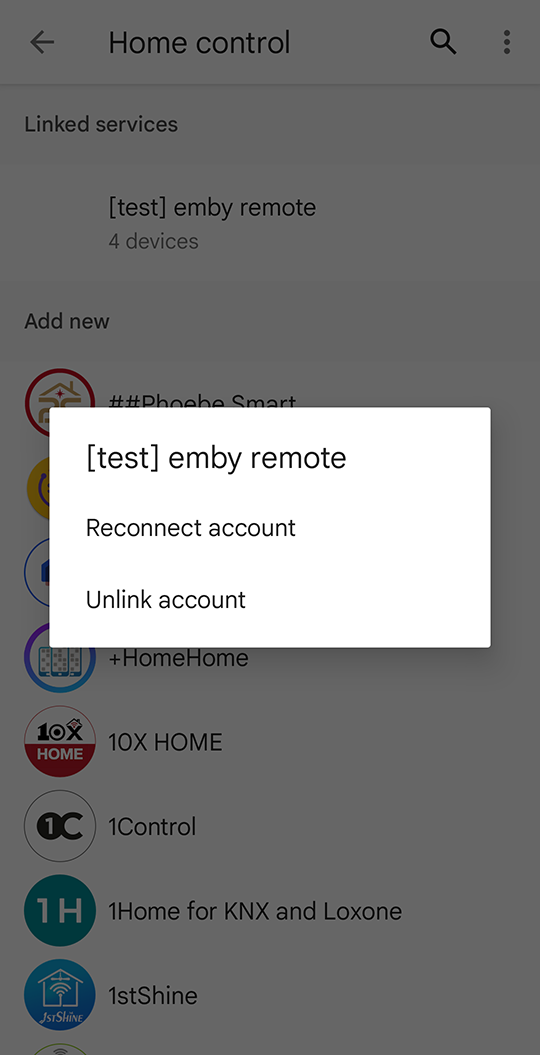 Home control
Linked services
[test] emby remote
4 devices
Add new
##Phoebe Smart
[test] emby remote
Reconnect account
Unlink account
+HomeHome
10X
HOME
10X HOME
1C
1Control
1H
1Home for KNX and Loxone
1stShine
1STSHINE